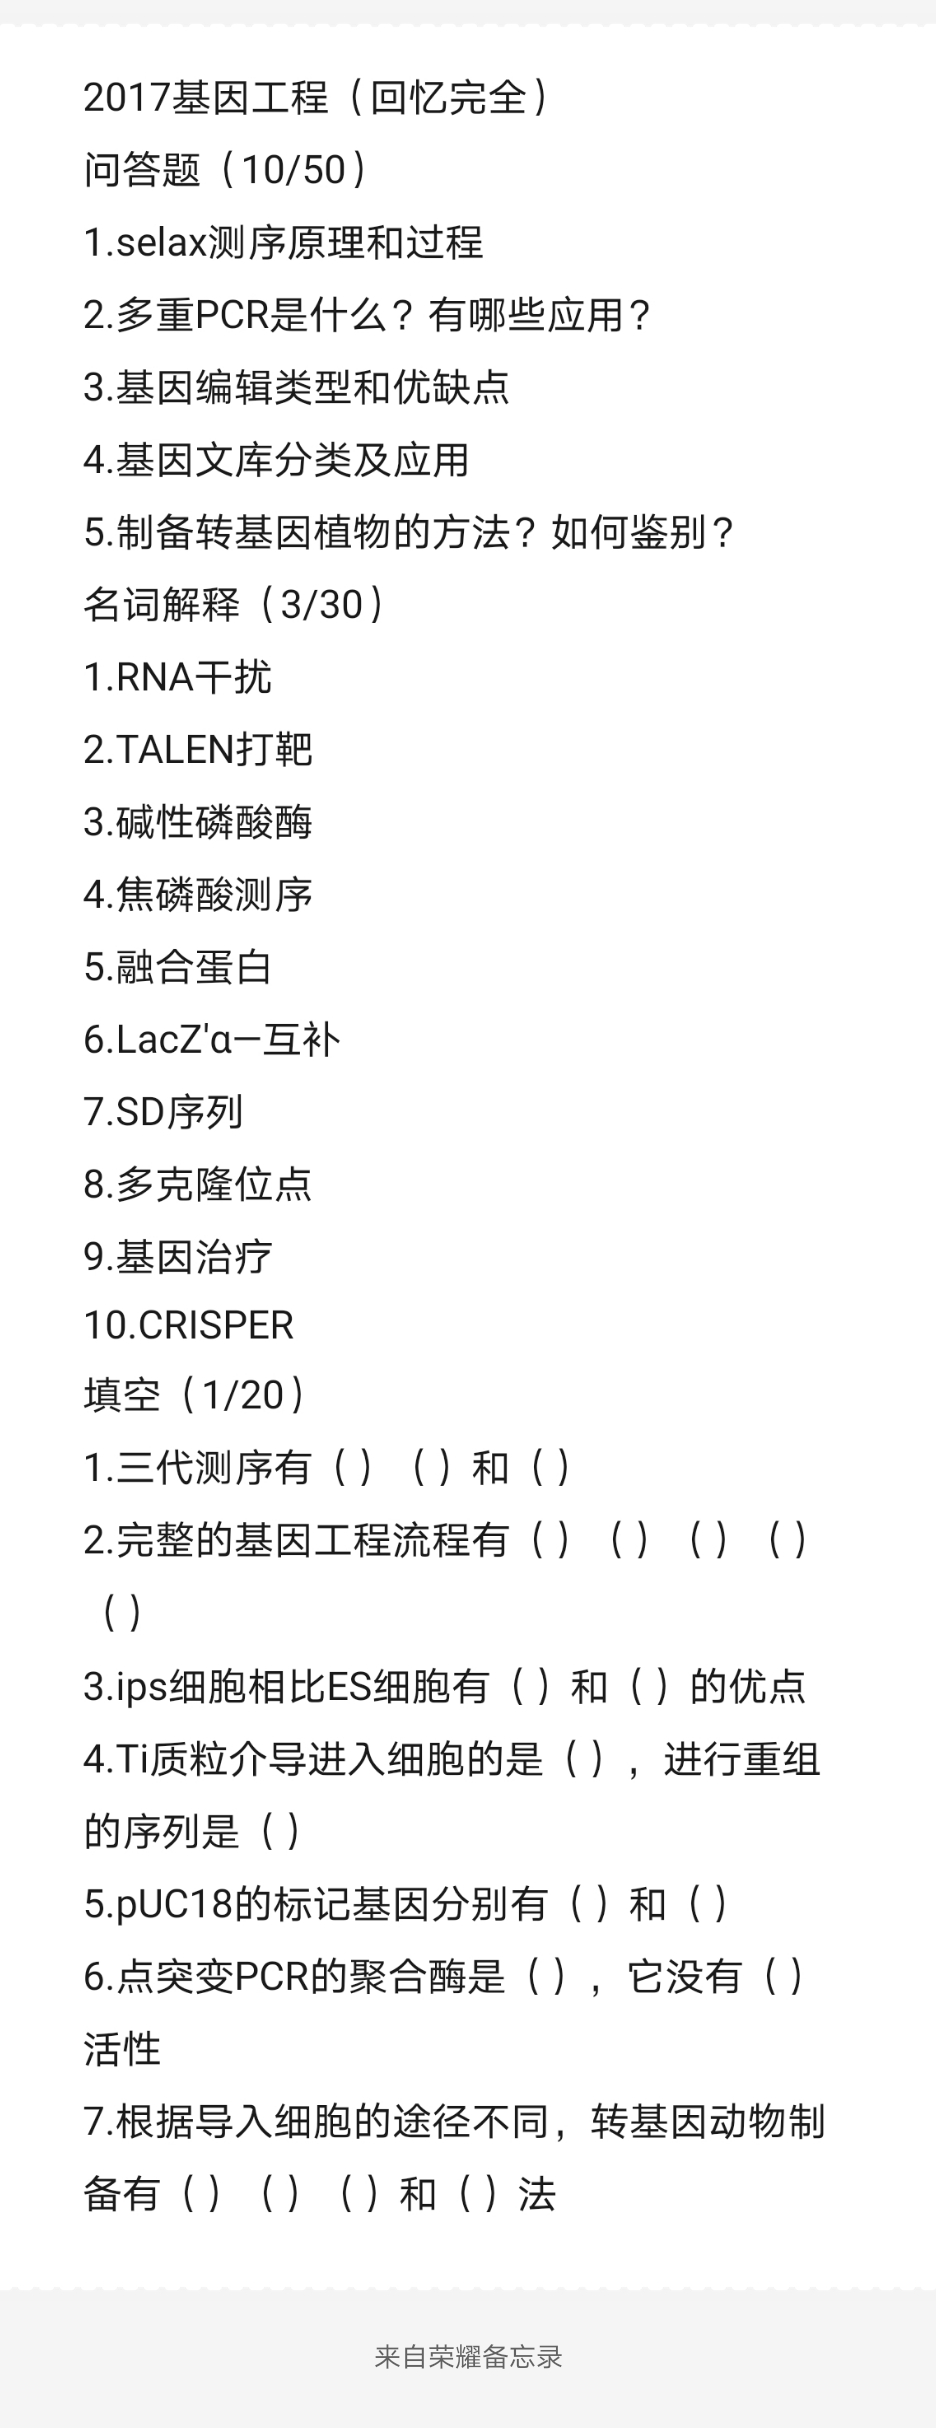 2017基因工程（回忆完全）
问答题（10/50）
1.selax测序原理和过程
2.多重PCR是什么？有哪些应用？
3.基因编辑类型和优缺点
4.基因文库分类及应用
5.制备转基因植物的方法？如何鉴别？
名词解释（3/30）
1.RNA干扰
2.TALEN打靶
3.碱性磷酸酶
4.焦磷酸测序
5.融合蛋白
6.LacZ'α—互补
7.SD序列
8.多克隆位点
9.基因治疗
10.CRISPER
填空（1/20）
1.三代测序有（）（）和（）
2.完整的基因工程流程有（）（）（）（）
（）
3.ips细胞相比ES细胞有（）和（）的优点
4.Ti质粒介导进入细胞的是（），进行重组
的序列是（）
5.pUC18的标记基因分别有（）和（）
6.点突变PCR的聚合酶是（），它没有（）
活性
7.根据导入细胞的途径不同，转基因动物制
备有（）（）（）和（）法
来自荣耀备忘录